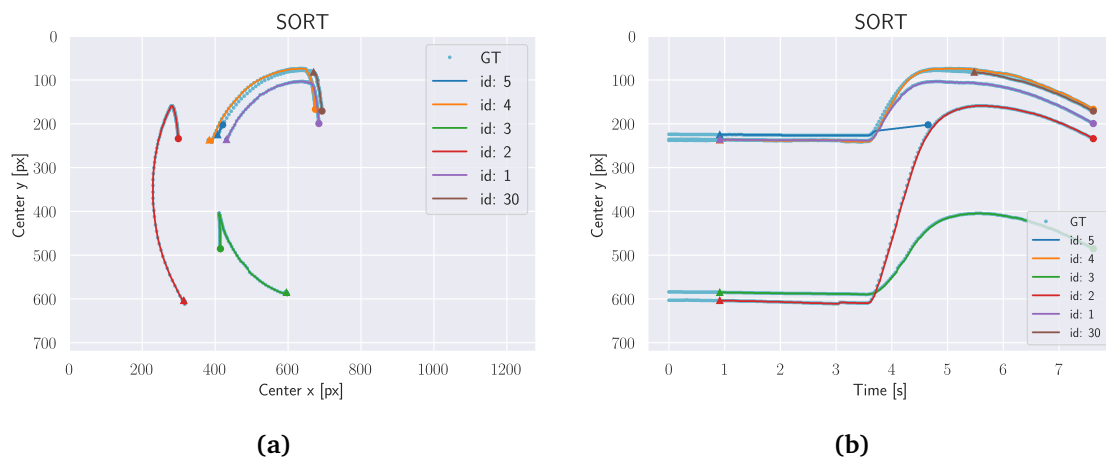 SORT
0
100
200
300
400
500
600
700
Center y [px]
0
200
400
600
800
1000
1200
Center x [px]
GT
id: 5
id: 4
id: 3
id: 2
id: 1
id: 30
(a)
SORT
0
100
200
300
400
500
600
700
Center y [px]
0
1
2
3
4
5
6
7
Time [s]
GT
id: 5
id: 4
id: 3
id: 2
id: 1
id: 30
(b)